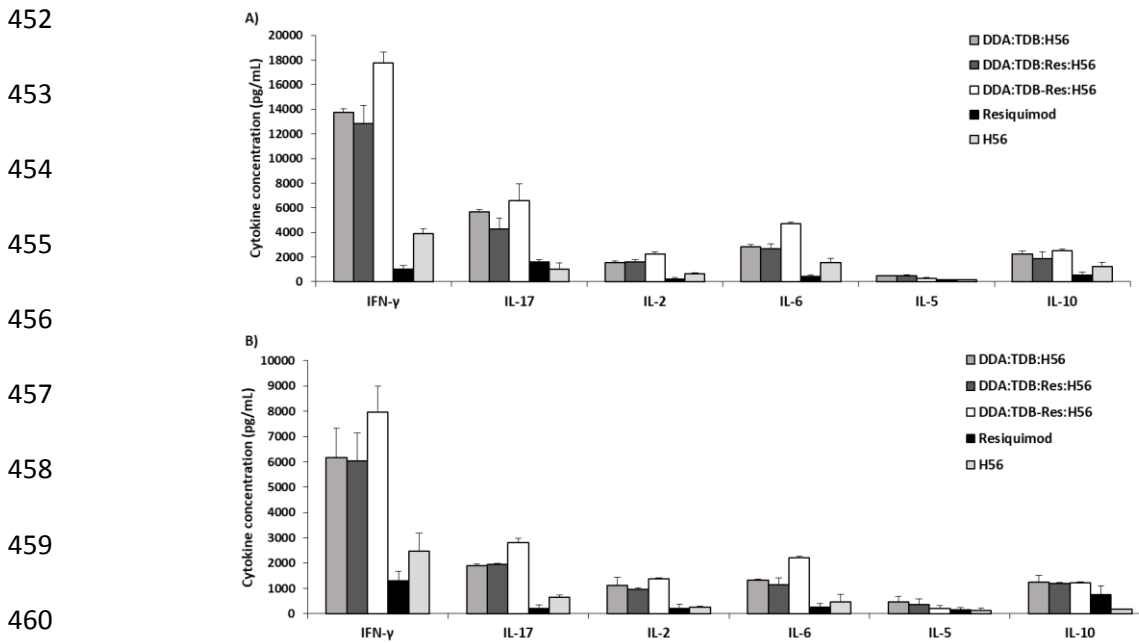 452
A)
20000
18000
16000
14000
12000
10000
8000
6000
4000
2000
0
Cytokine concentration (pg/mL)
DDA:TDB:H56
DDA:TDB:Res:H56
DDA:TDB-Res:H56
Resiquimod
H56
453
454
455
IFN-γ IL-17 IL-2 IL-6 IL-5 IL-10
456
B)
10000
9000
8000
7000
6000
5000
4000
3000
2000
1000
0
Cytokine concentration (pg/mL)
DDA:TDB:H56
DDA:TDB:Res:H56
DDA:TDB-Res:H56
Resiquimod
H56
457
458
459
460
IFN-γ IL-17 IL-2 IL-6 IL-5 IL-10